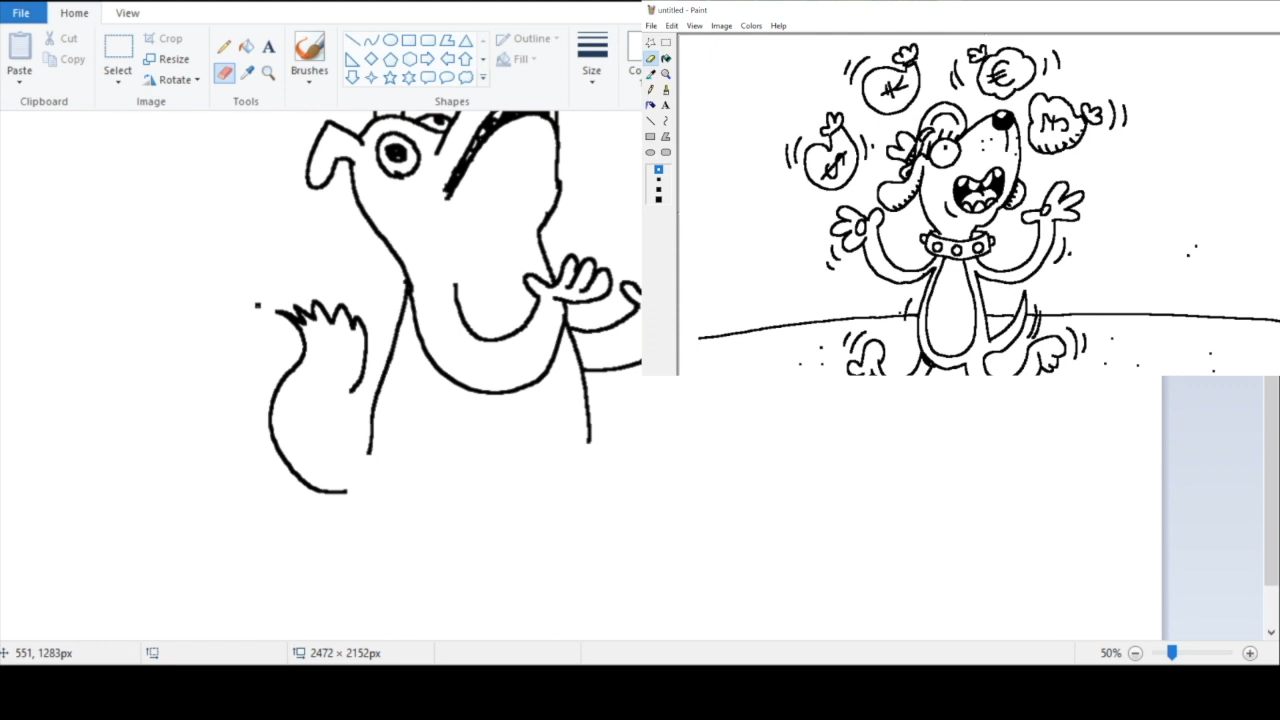 File Home View
Cut
Copy
Paste
Clipboard
Select
Crop
Resize
Rotate
Image
A
Tools
Brushes
Outline
Fill
Shapes
Size
Co
untitled - Paint
File Edit View Image Colors Help
A
€
$
551, 1283px
2472 × 2152px
50%